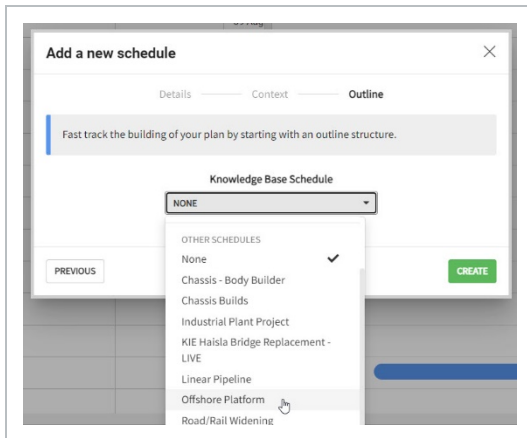 09 Aug
Add a new schedule
Details
Context
Outline
Fast track the building of your plan by starting with an outline structure.
Knowledge Base Schedule
NONE
OTHER SCHEDULES
None
Chassis - Body Builder
Chassis Builds
Industrial Plant Project
KIE Haisla Bridge Replacement -
LIVE
Linear Pipeline
Offshore Platform
Road/Rail Widening
PREVIOUS
CREATE